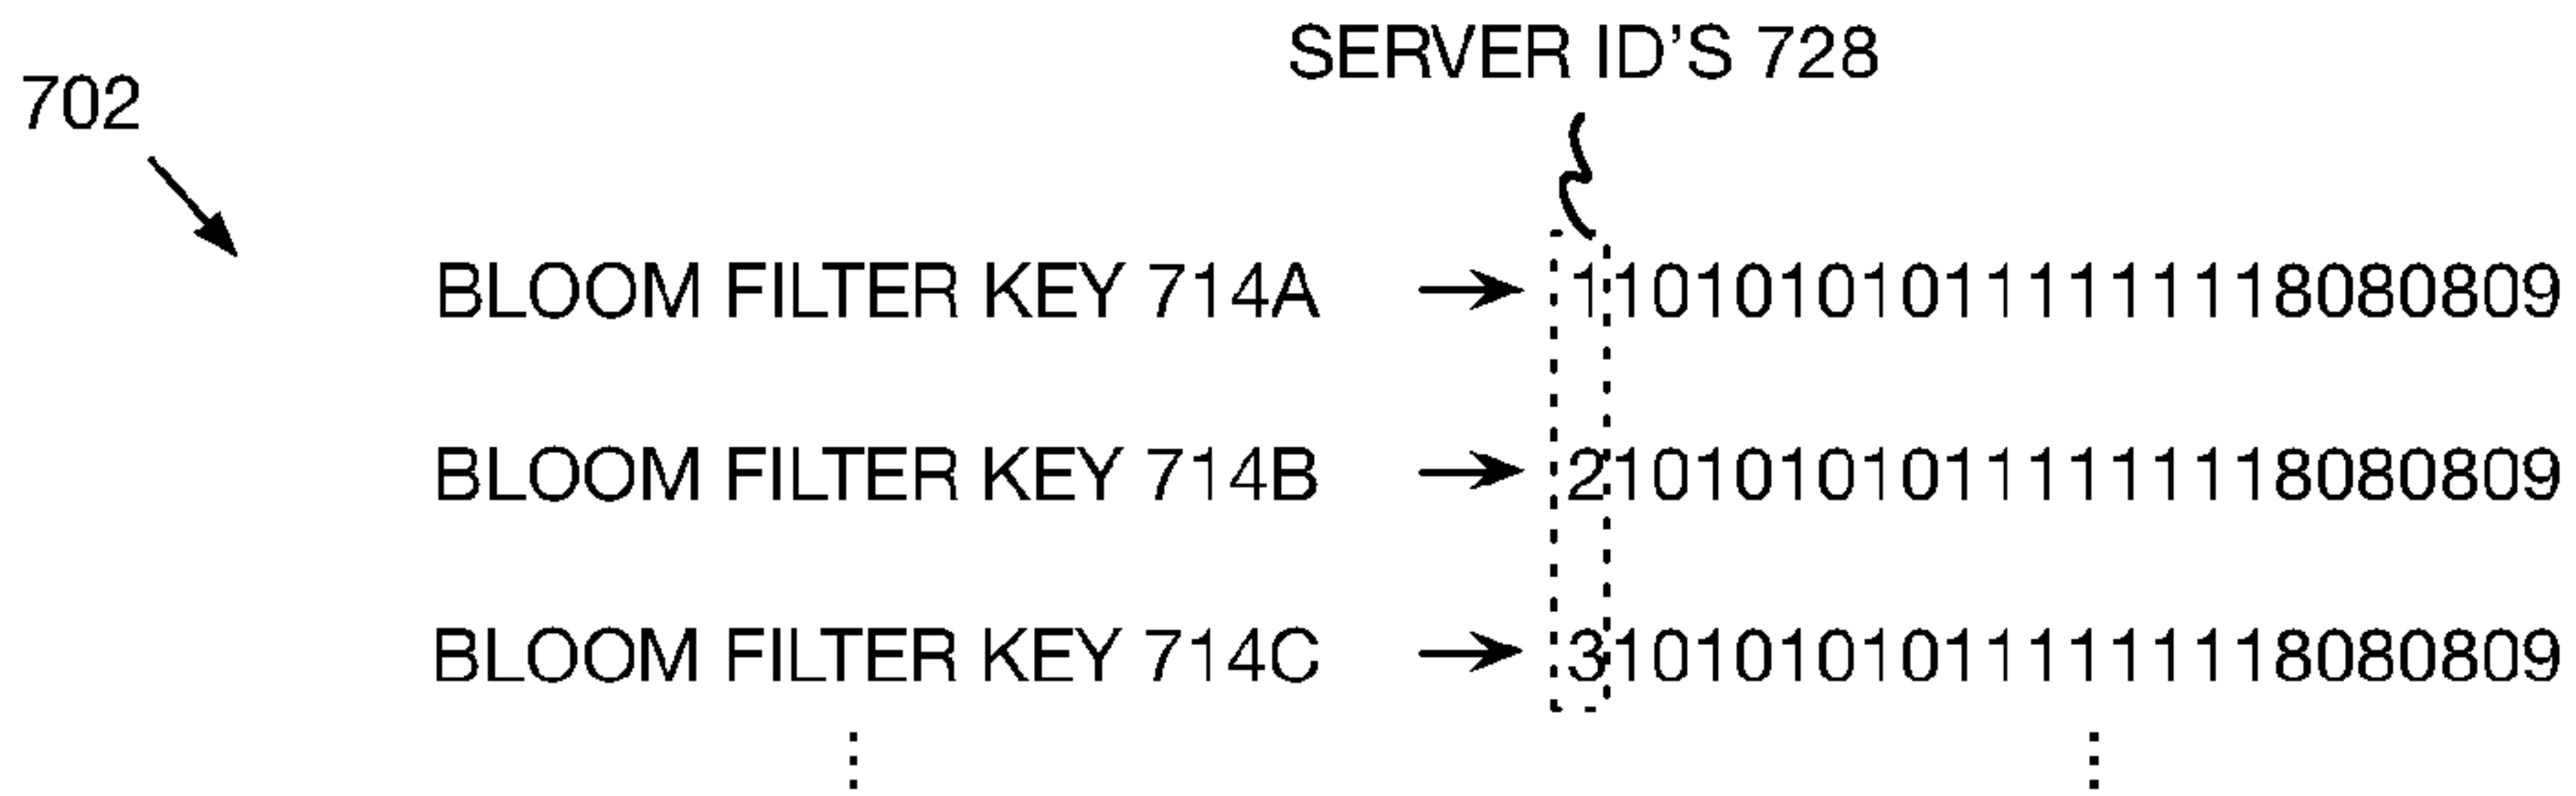 SERVER ID'S 728
702
BLOOM FILTER KEY 714A → 110101010111111118080809
BLOOM FILTER KEY 714B → 210101010111111118080809
BLOOM FILTER KEY 714C → 310101010111111118080809